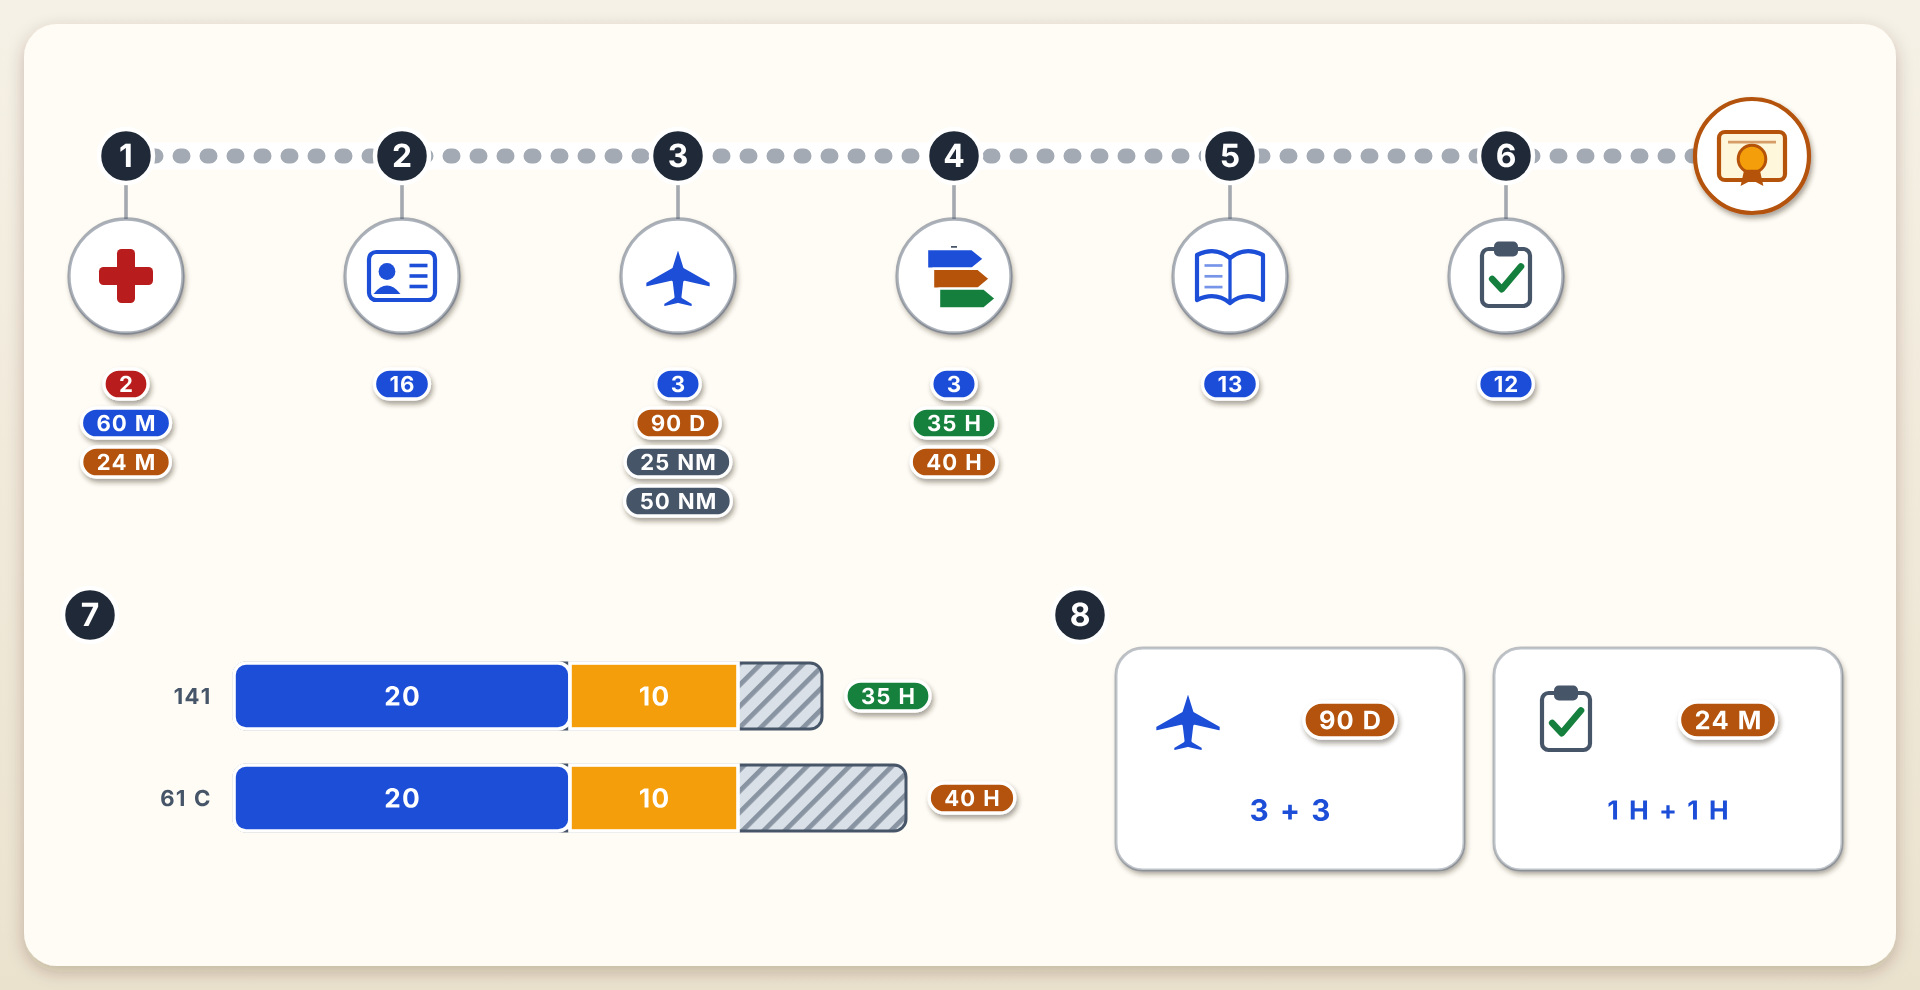 1 2 3 4 5 6
2 16 3 3 13 12
60 M 90 D 35 H
24 M 25 NM 40 H
50 NM
7
141 20 10 35 H
61 C 20 10 40 H
8
90 D 24 M
3 + 3 1 H + 1 H